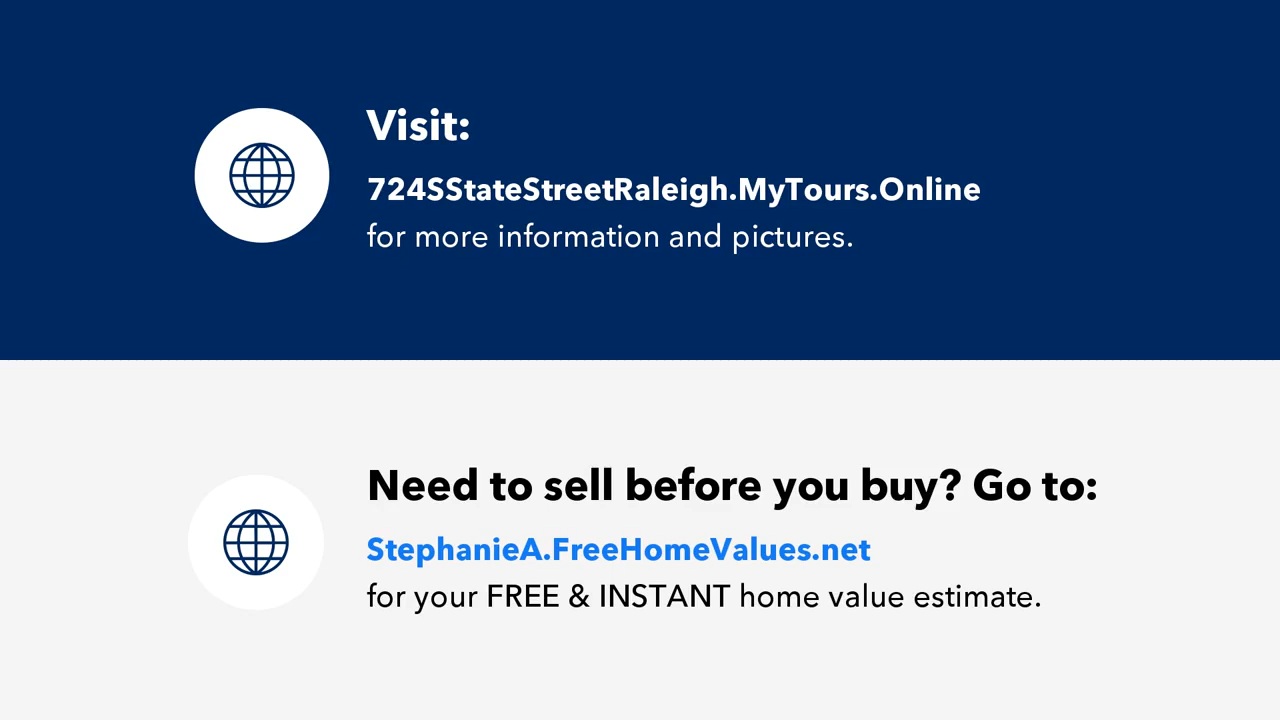 Visit:
724SStateStreetRaleigh.MyTours.Online
for more information and pictures.
Need to sell before you buy? Go to:
StephanieA.FreeHomeValues.net
for your FREE & INSTANT home value estimate.